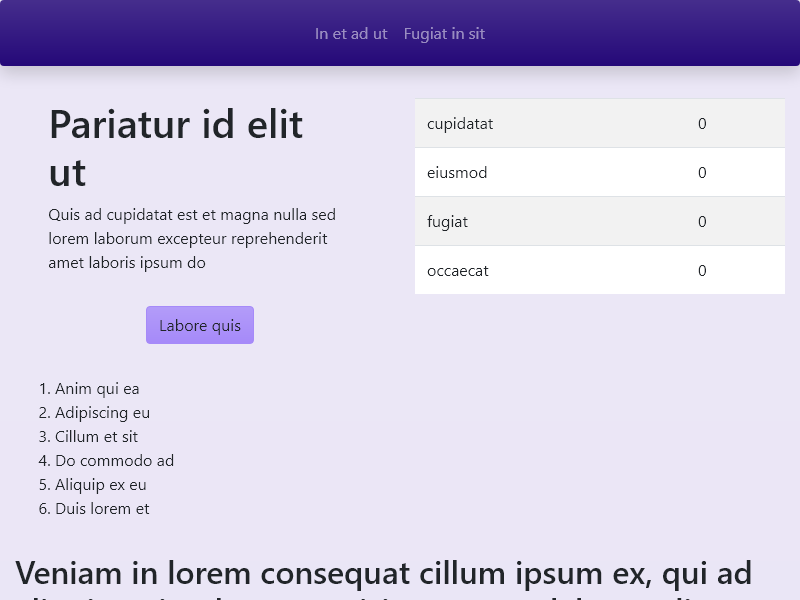 In et ad ut Fugiat in sit
Pariatur id elit
ut
Quis ad cupidatat est et magna nulla sed
lorem laborum excepteur reprehenderit
amet laboris ipsum do
Labore quis
cupidatat 0
eiusmod 0
fugiat 0
occaecat 0
1. Anim qui ea
2. Adipiscing eu
3. Cillum et sit
4. Do commodo ad
5. Aliquip ex eu
6. Duis lorem et
Veniam in lorem consequat cillum ipsum ex, qui ad